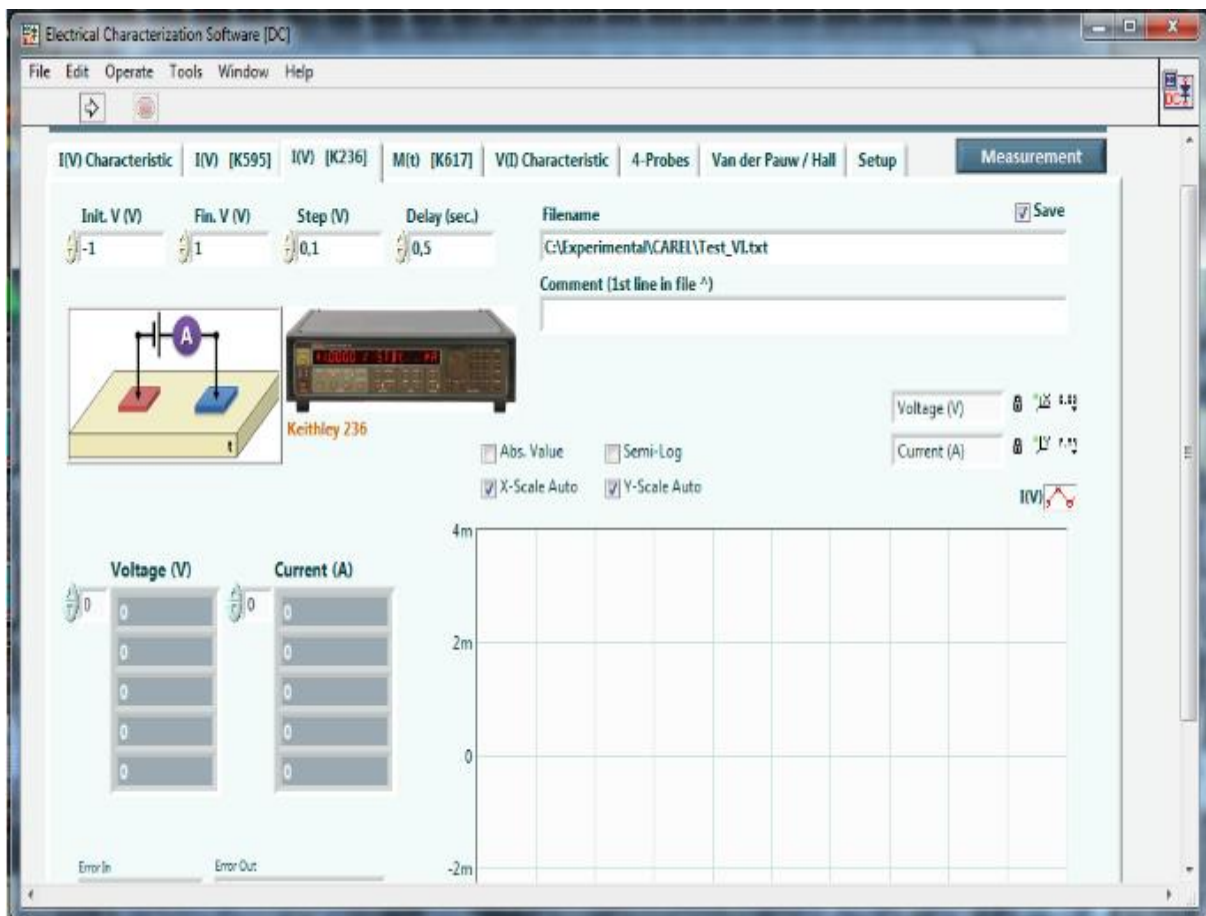 Electrical Characterization Software [DC]
File Edit Operate Tools Window Help
DC
I(V) Characteristic I(V) [K595] I(V) [K236] M(t) [K617] V(I) Characteristic 4-Probes Van der Pauw / Hall Setup Measurement
Init. V (V) Fin. V (V) Step (V) Delay (sec.) Filename Save
-1 1 0,1 0,5 C:\Experimental\CAREL\Test_VI.txt
Comment (1st line in file ^)
A
t
Keithley 236
Voltage (V)
Current (A)
Abs. Value Semi-Log
X-Scale Auto Y-Scale Auto
I(V)
4m
Voltage (V) Current (A)
0 0 0 0
0 0
2m
0 0
0 0
0
0 0
Error In Error Out
-2m